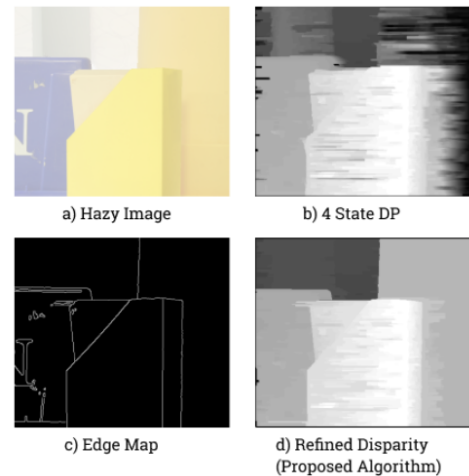 a) Hazy Image
b) 4 State DP
N
N
c) Edge Map
d) Refined Disparity
(Proposed Algorithm)